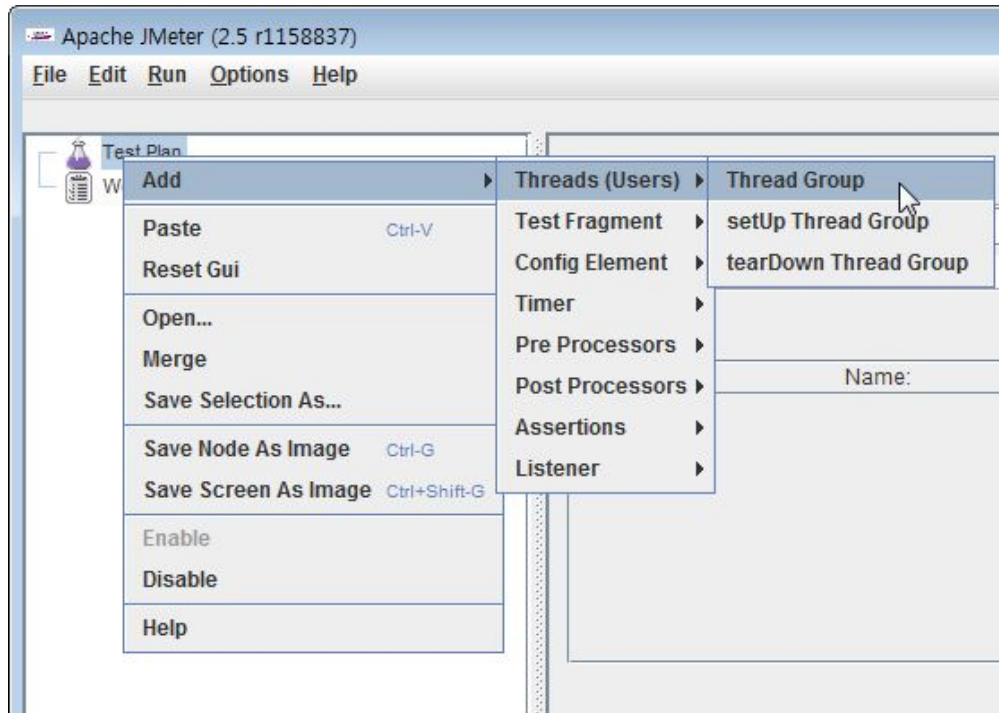 Apache JMeter (2.5 r1158837)
File Edit Run Options Help
Test Plan
W
Add
Paste Ctrl-V
Reset Gui
Open...
Merge
Save Selection As...
Save Node As Image Ctrl-G
Save Screen As Image Ctrl+Shift-G
Enable
Disable
Help
Threads (Users)
Test Fragment
Config Element
Timer
Pre Processors
Post Processors
Assertions
Listener
Thread Group
setUp Thread Group
tearDown Thread Group
Name: